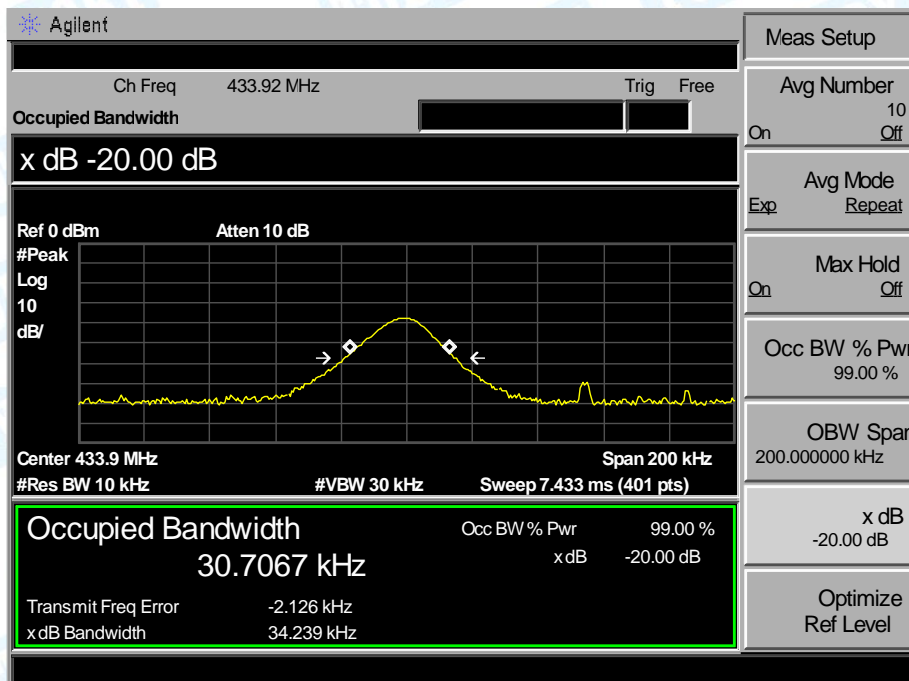 Agilent
Ch Freq 433.92 MHz Trig Free
Occupied Bandwidth
x dB -20.00 dB
Ref 0 dBm Atten 10 dB
#Peak
Log
10
dB/
Center 433.9 MHz Span 200 kHz
#Res BW 10 kHz #VBW 30 kHz Sweep 7.433 ms (401 pts)
Occupied Bandwidth
30.7067 kHz
Occ BW % Pwr 99.00 %
x dB -20.00 dB
Transmit Freq Error -2.126 kHz
x dB Bandwidth 34.239 kHz
Meas Setup
Avg Number
10
On Off
Avg Mode
Exp Repeat
Max Hold
On Off
Occ BW % Pwr
99.00 %
OBW Span
200.000000 kHz
x dB
-20.00 dB
Optimize
Ref Level